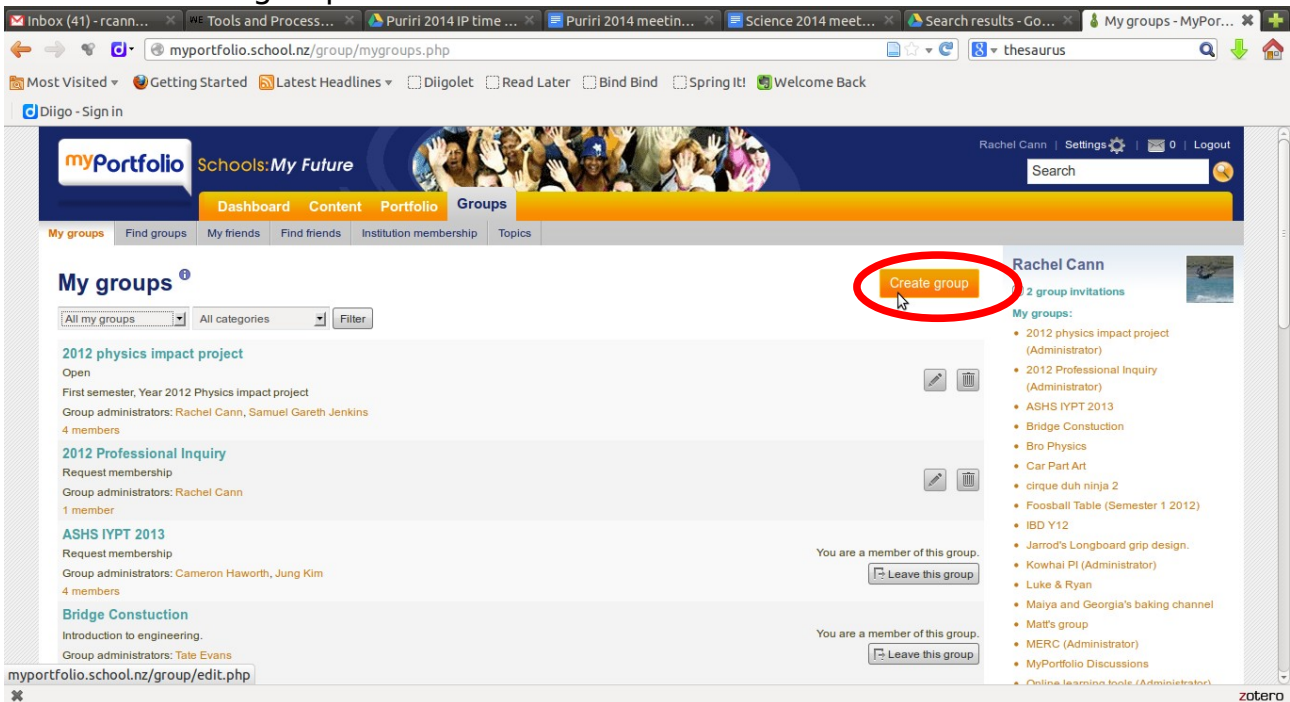 Inbox (41) - rcann... WE Tools and Process... Puriri 2014 IP time ... Puriri 2014 meetin... Science 2014 meet... Search results - Go... My groups - MyPor...
myportfolio.school.nz/group/mygroups.php thesaurus
Most Visited Getting Started Latest Headlines Diigolet Read Later Bind Bind Spring It! Welcome Back
Diigo - Sign in
myPortfolio Schools:My Future
Rachel Cann | Settings | 0 | Logout
Search
Dashboard Content Portfolio Groups
My groups Find groups My friends Find friends Institution membership Topics
My groups
Create group
All my groups All categories Filter
2012 physics impact project
Open
First semester, Year 2012 Physics impact project
Group administrators: Rachel Cann, Samuel Gareth Jenkins
4 members
2012 Professional Inquiry
Request membership
Group administrators: Rachel Cann
1 member
ASHS IYPT 2013
Request membership
Group administrators: Cameron Haworth, Jung Kim
4 members
You are a member of this group.
Leave this group
Bridge Constuction
Introduction to engineering.
Group administrators: Tate Evans
You are a member of this group.
Leave this group
Rachel Cann
2 group invitations
My groups:
2012 physics impact project
(Administrator)
2012 Professional Inquiry
(Administrator)
ASHS IYPT 2013
Bridge Constuction
Bro Physics
Car Part Art
cirque duh ninja 2
Foosball Table (Semester 1 2012)
IBD Y12
Jarrod's Longboard grip design.
Kowhai PI (Administrator)
Luke & Ryan
Maiya and Georgia's baking channel
Matt's group
MERC (Administrator)
MyPortfolio Discussions
Online learning tools (Administrator)
myportfolio.school.nz/group/edit.php
zotero